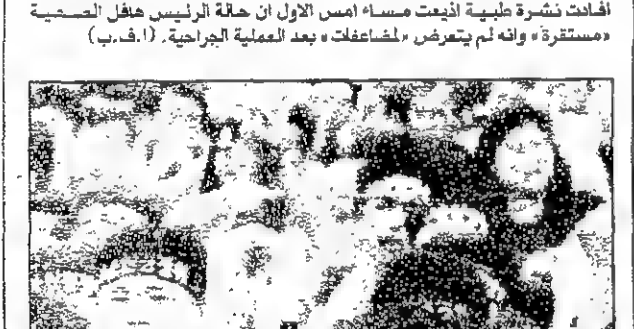 افادت نشرة طبية اذيعت مساء امس الاول ان حالة الرئيس هافل الصحية
«مستقرة» وانه لم يتعرض «لمضاعفات» بعد العملية الجراحية. (ا.ف.ب)